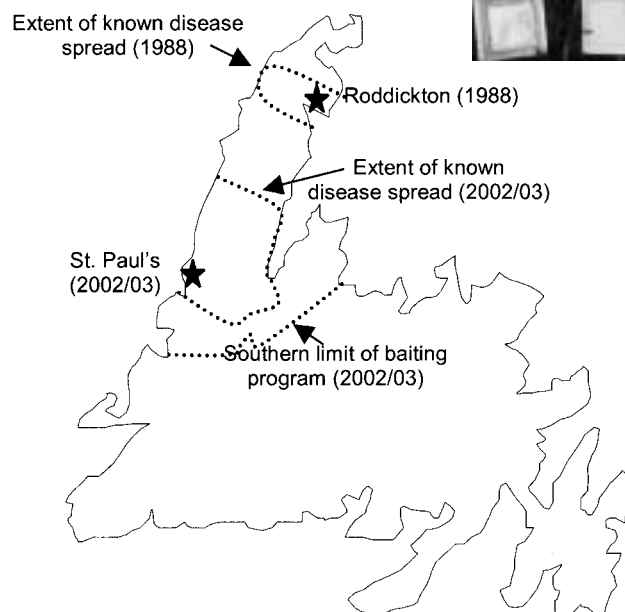 Extent of known disease
spread (1988)
Roddickton (1988)
Extent of known
disease spread (2002/03)
St. Paul's
(2002/03)
Southern limit of baiting
program (2002/03)